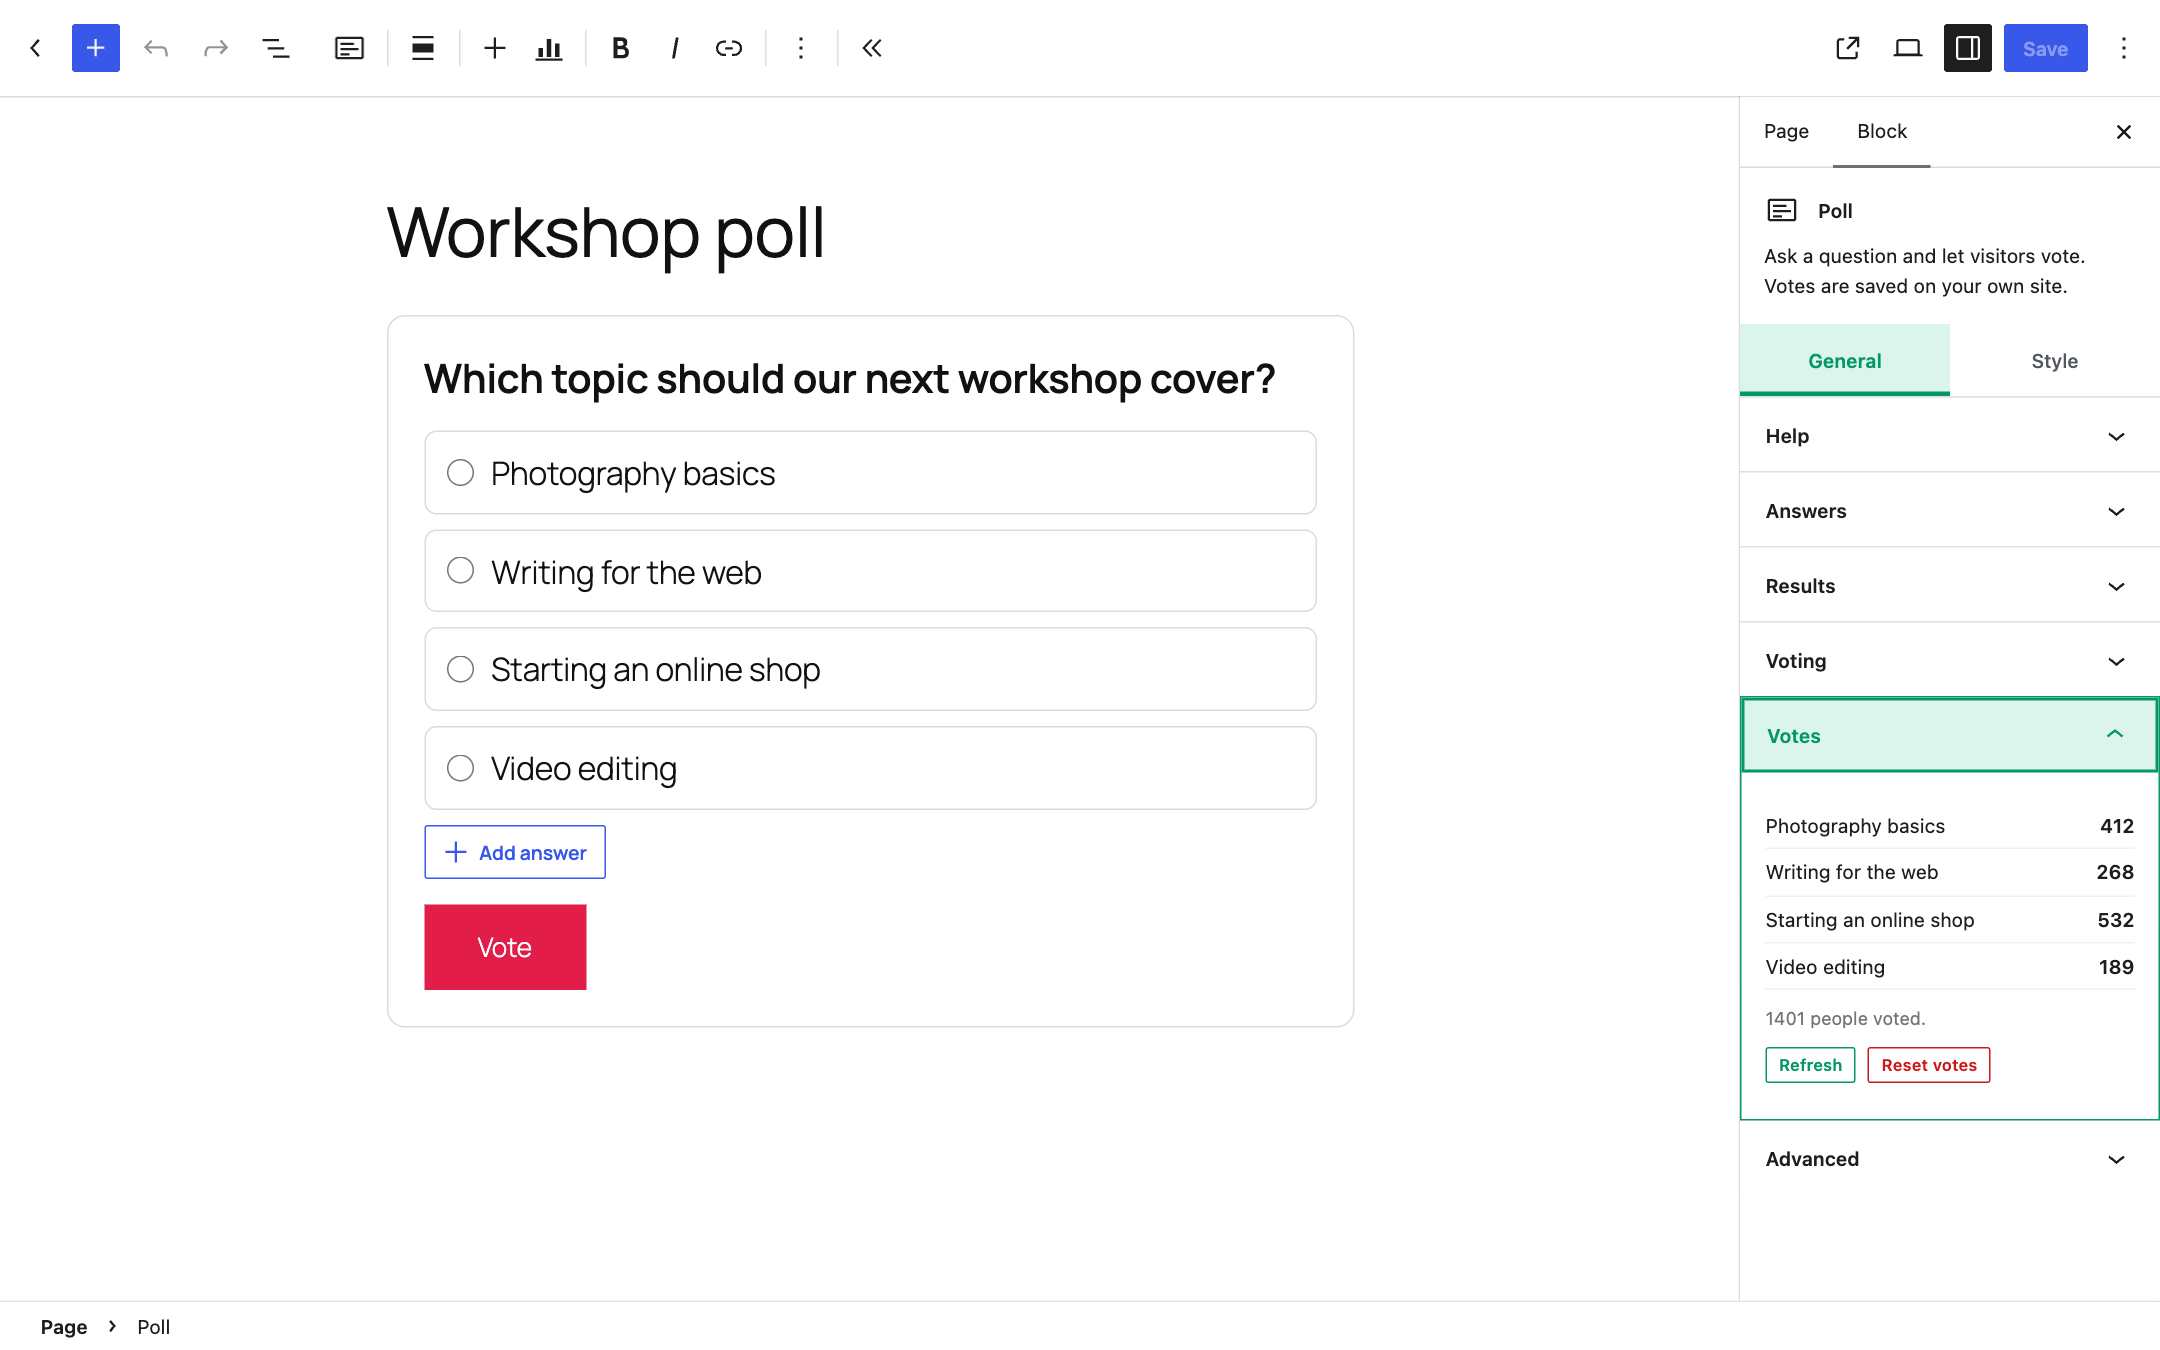 Save
Page
Block
Poll
Ask a question and let visitors vote.
Votes are saved on your own site.
General
Style
Help
Answers
Results
Voting
Votes
Photography basics 412
Writing for the web 268
Starting an online shop 532
Video editing 189
1401 people voted.
Refresh
Reset votes
Advanced
Workshop poll
Which topic should our next workshop cover?
Photography basics
Writing for the web
Starting an online shop
Video editing
Add answer
Vote
Page › Poll